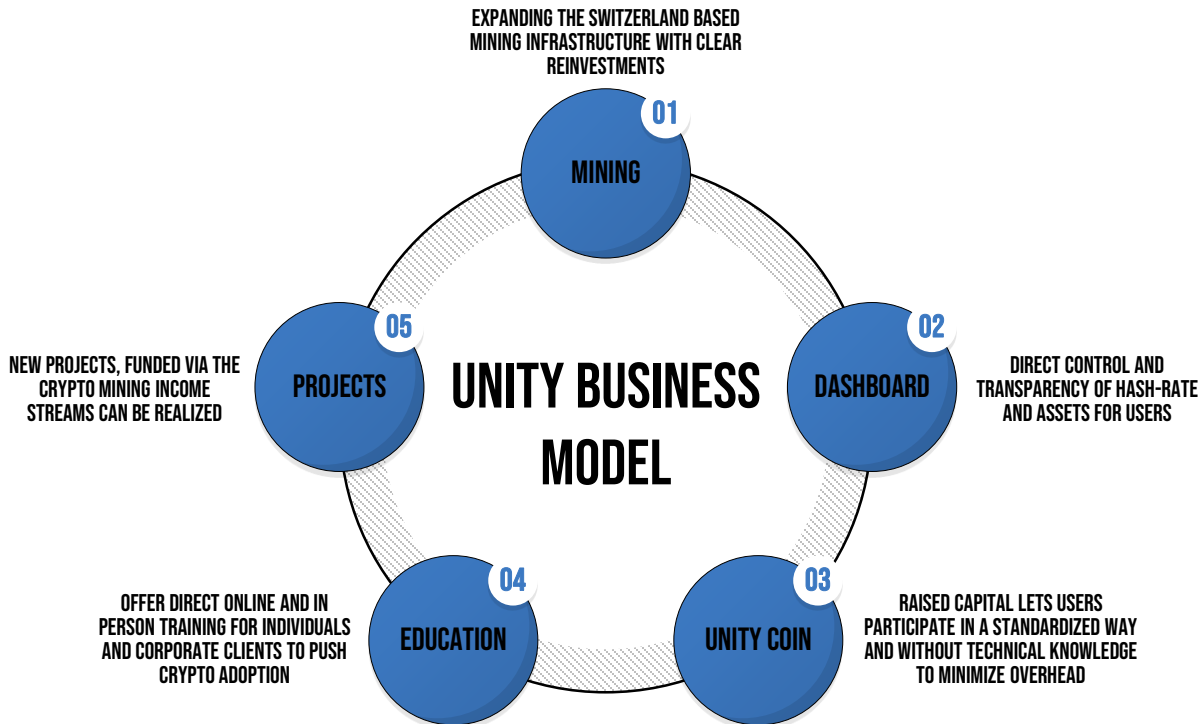 EXPANDING THE SWITZERLAND BASED
MINING INFRASTRUCTURE WITH CLEAR
REINVESTMENTS
01
MINING
02
DASHBOARD
DIRECT CONTROL AND
TRANSPARENCY OF HASH-RATE
AND ASSETS FOR USERS
03
UNITY COIN
RAISED CAPITAL LETS USERS
PARTICIPATE IN A STANDARDIZED WAY
AND WITHOUT TECHNICAL KNOWLEDGE
TO MINIMIZE OVERHEAD
04
EDUCATION
OFFER DIRECT ONLINE AND IN
PERSON TRAINING FOR INDIVIDUALS
AND CORPORATE CLIENTS TO PUSH
CRYPTO ADOPTION
05
PROJECTS
NEW PROJECTS, FUNDED VIA THE
CRYPTO MINING INCOME
STREAMS CAN BE REALIZED
UNITY BUSINESS
MODEL